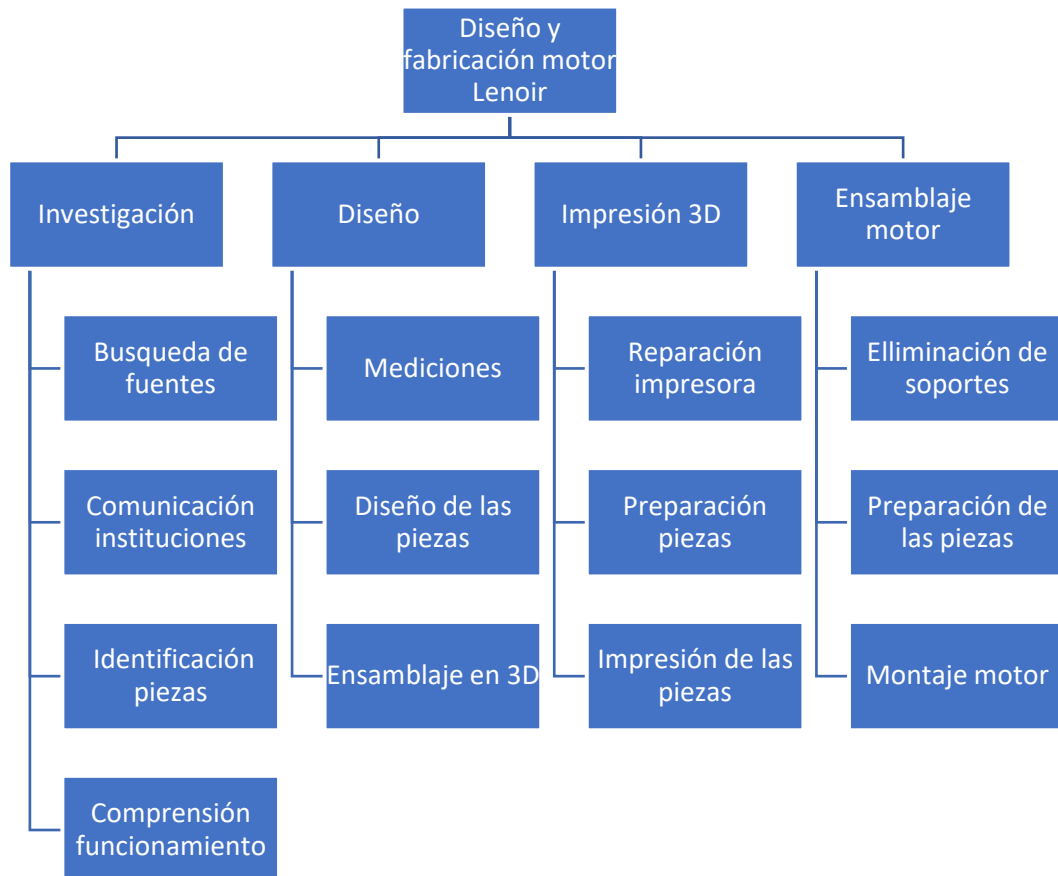 Diseño y
fabricación motor
Lenoir
Investigación
Diseño
Impresión 3D
Ensamblaje
motor
Busqueda de
fuentes
Mediciones
Reparación
impresora
Elliminación de
soportes
Comunicación
instituciones
Diseño de las
piezas
Preparación
piezas
Preparación de
las piezas
Identificación
piezas
Ensamblaje en 3D
Impresión de las
piezas
Montaje motor
Comprensión
funcionamiento